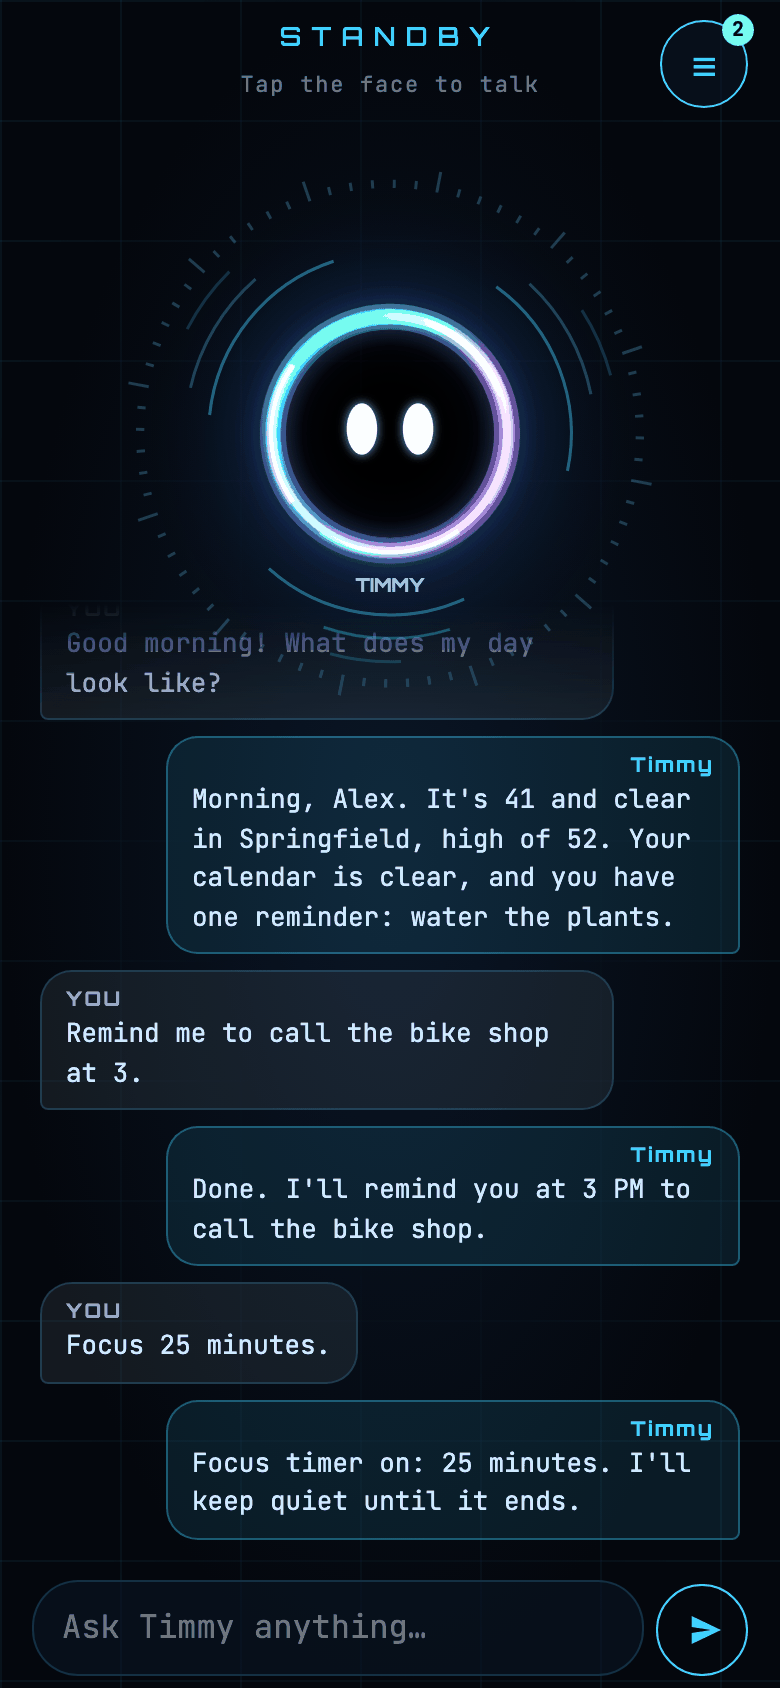 STANDBY
2
Tap the face to talk
TIMMY
YOU
Good morning! What does my day
look like?
Timmy
Morning, Alex. It's 41 and clear
in Springfield, high of 52. Your
calendar is clear, and you have
one reminder: water the plants.
YOU
Remind me to call the bike shop
at 3.
Timmy
Done. I'll remind you at 3 PM to
call the bike shop.
YOU
Focus 25 minutes.
Timmy
Focus timer on: 25 minutes. I'll
keep quiet until it ends.
Ask Timmy anything…